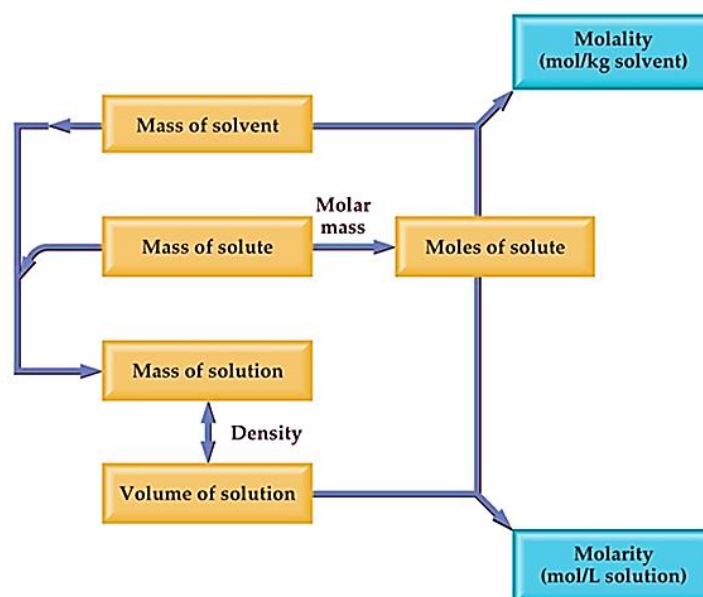 Molality
(mol/kg solvent)
Mass of solvent
Molar
mass
Mass of solute
Moles of solute
Mass of solution
Density
Volume of solution
Molarity
(mol/L solution)